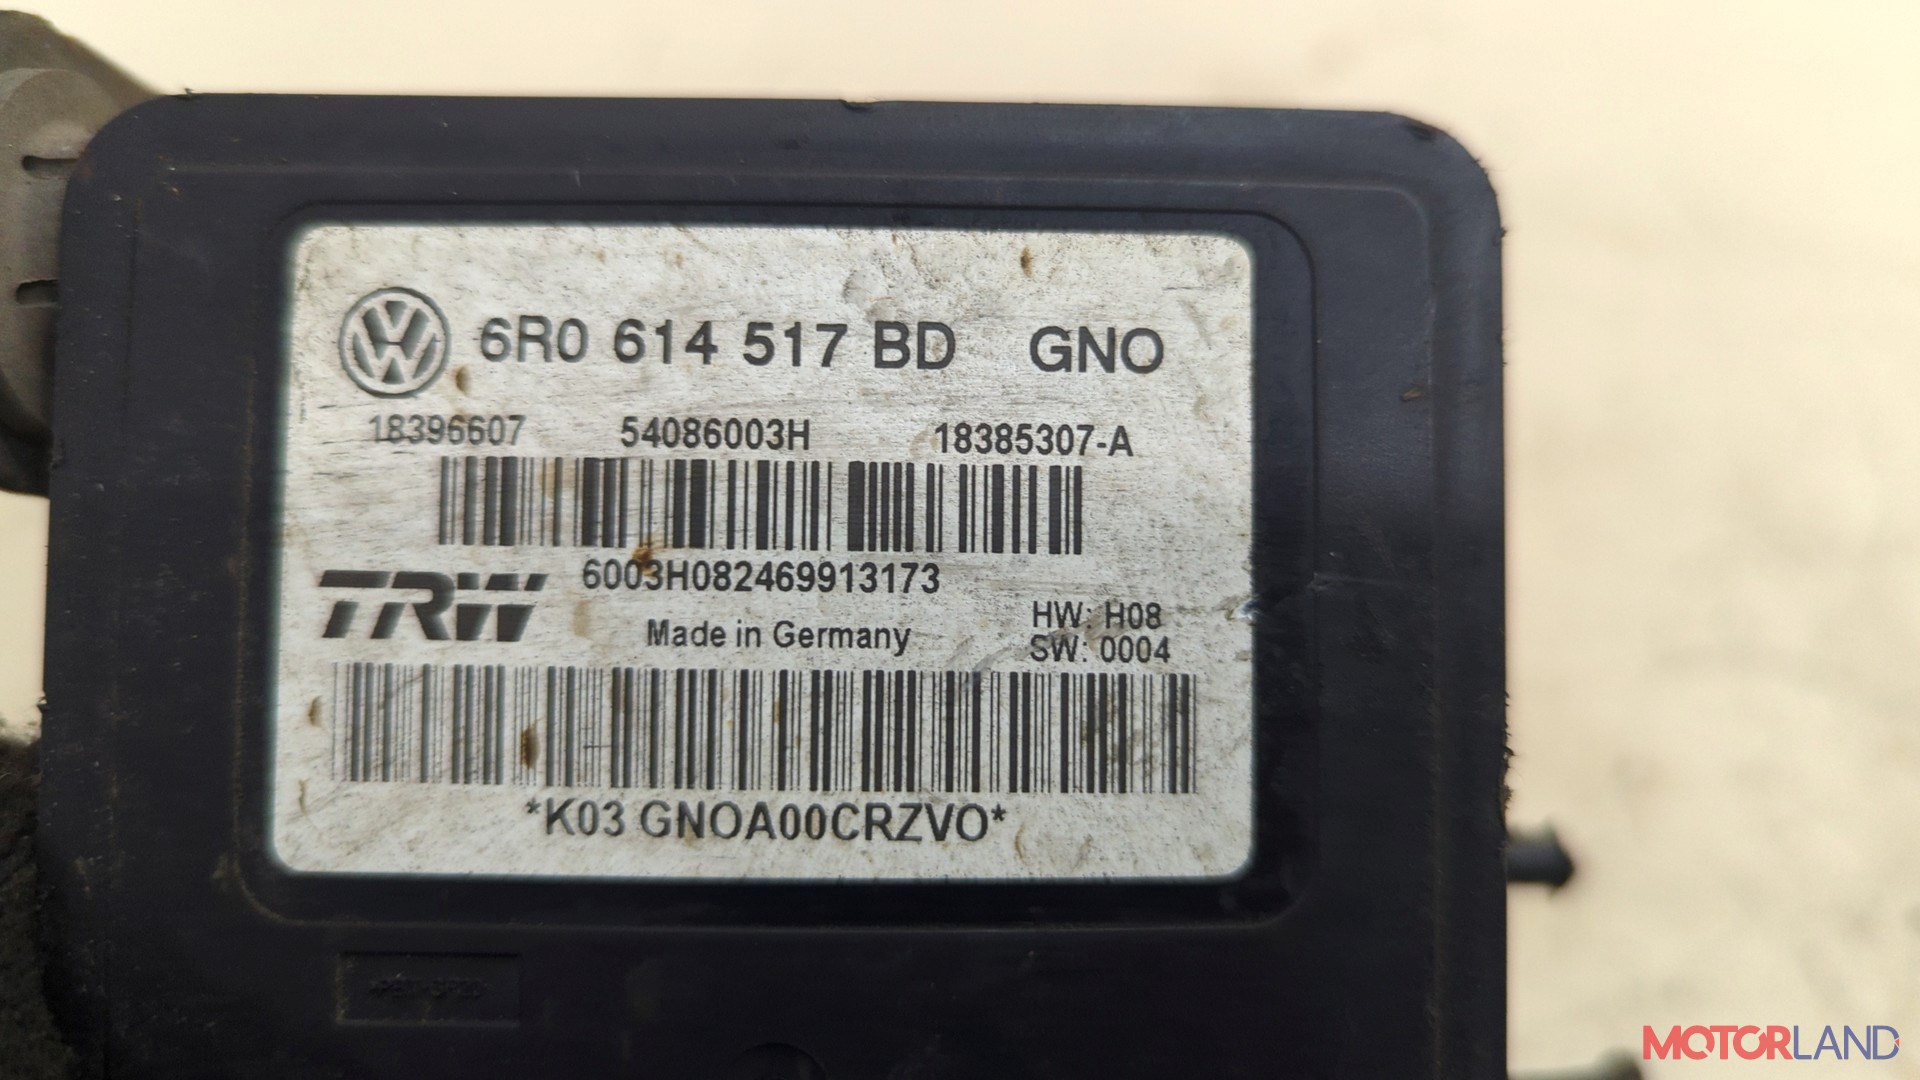 6R0 614 517 BD GNO
18396607 54086003H 18385307-A
6003H082469913173
TRW
Made in Germany
HW: H08
SW: 0004
*K03 GNOA00CRZVO*
MOTORLAND